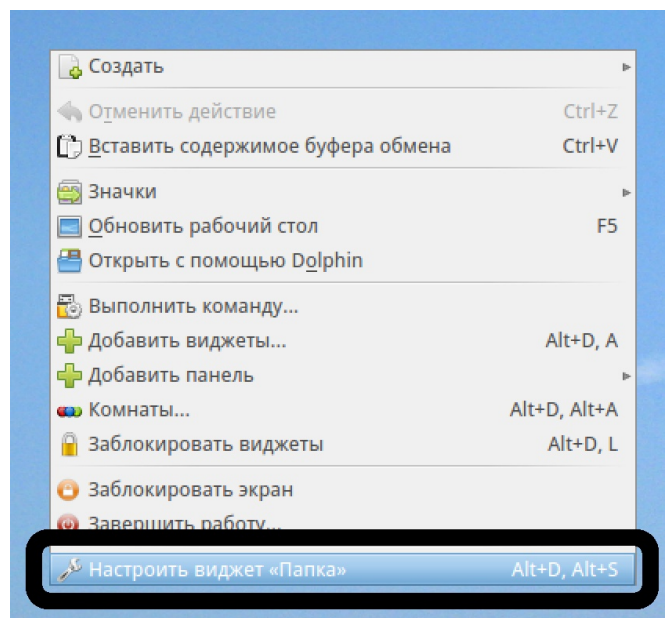 Создать
Отменить действие Ctrl+Z
Вставить содержимое буфера обмена Ctrl+V
Значки
Обновить рабочий стол F5
Открыть с помощью Dolphin
Выполнить команду...
Добавить виджеты... Alt+D, A
Добавить панель
Комнаты... Alt+D, Alt+A
Заблокировать виджеты Alt+D, L
Заблокировать экран
Завершить работу...
Настроить виджет «Папка» Alt+D, Alt+S